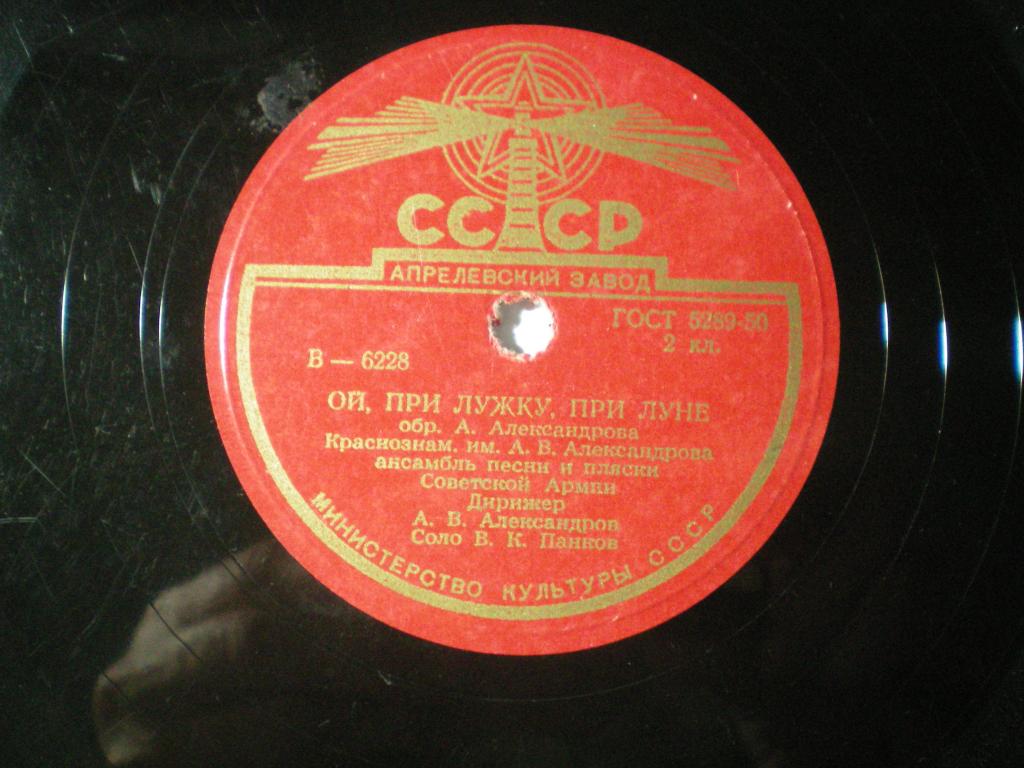 СССР
АПРЕЛЕВСКИЙ ЗАВОД
ГОСТ 5289-50
2 кл.
В — 6228
ОЙ, ПРИ ЛУЖКУ, ПРИ ЛУНЕ
обр. А. Александрова
Краснознам. им. А. В. Александрова
ансамбль песни и пляски
Советской Армии
Дирижер
А. В. Александров
Соло В. К. Панков
МИНИСТЕРСТВО КУЛЬТУРЫ СССР